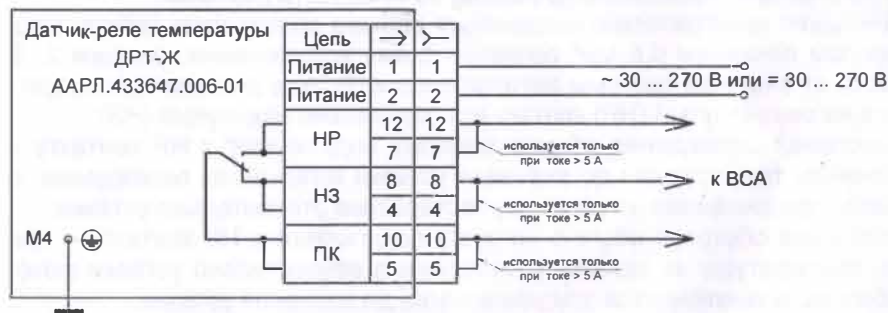 Датчик-реле температуры
ДРТ-Ж
ААРЛ.433647.006-01
Цепь
Питание 1 1
Питание 2 2
~ 30 ... 270 В или = 30 ... 270 В
НР
12 12
7 7
используется только
при токе > 5 А
НЗ
8 8
к ВСА
4 4
используется только
при токе > 5 А
М4
ПК
10 10
5 5
используется только
при токе > 5 А